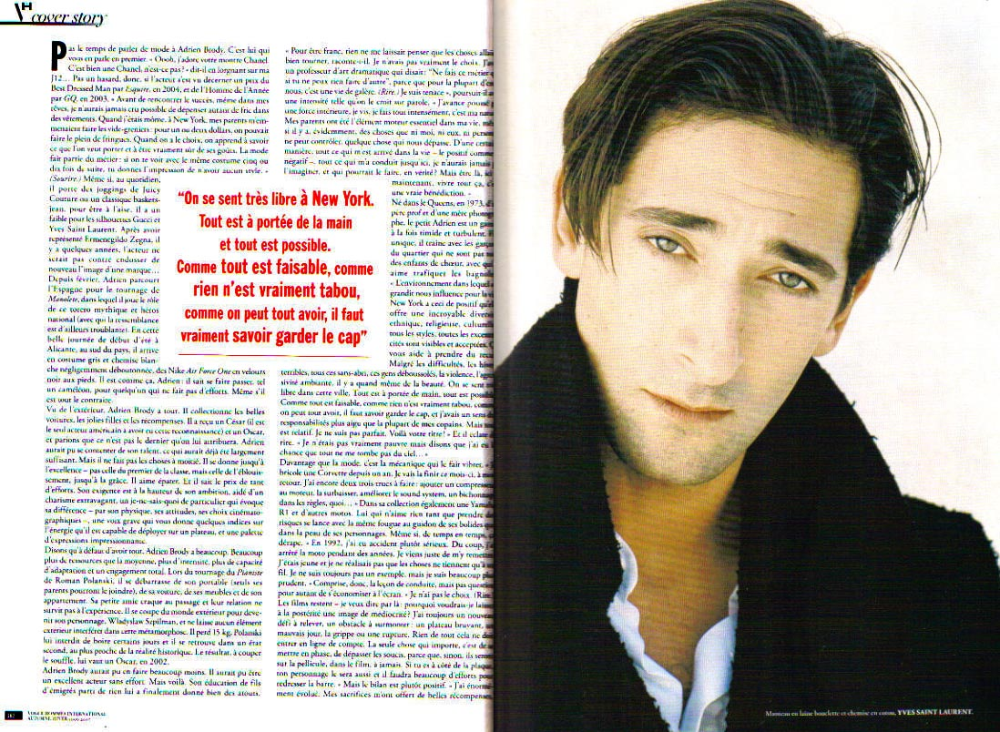 VH cover story
Pas le temps de parler de mode à Adrien Brody. C'est lui qui
vous en parle en premier. « Oooh, j'adore votre montre Chanel.
C'est bien une Chanel, n'est-ce pas? » dit-il en lorgnant sur ma
J12… Pas un hasard, donc, si l'acteur s'est vu décerner un prix du
Best Dressed Man par Esquire, en 2004, et de l'Homme de l'Année
par GQ, en 2003. « Avant de rencontrer le succès, même dans mes
rêves, je n'aurais jamais cru possible de dépenser autant de fric dans
des vêtements. Quand j'étais môme, à New York, mes parents m'em-
menaient faire les vide-greniers : pour un ou deux dollars, on pouvait
faire le plein de fringues. Quand on a le choix, on apprend à savoir
ce que l'on veut porter et à être vraiment sûr de ses goûts. La mode
fait partie du métier : si on te voit avec le même costume cinq ou
dix fois de suite, tu donnes l'impression de n'avoir aucun style. »
(Sourire.) Même si, au quotidien,
il porte des joggings de Juicy
Couture ou un classique baskets-
jean, pour être à l'aise, il a un
faible pour les silhouettes Gucci et
Yves Saint Laurent. Après avoir
représenté Ermenegildo Zegna, il
y a quelques années, l'acteur ne
serait pas contre endosser de
nouveau l'image d'une marque…
Depuis février, Adrien parcourt
l'Espagne pour le tournage de
Manolete, dans lequel il joue le rôle
de ce torero mythique et héros
national (avec qui la ressemblance
est d'ailleurs troublante). En cette
belle journée de début d'été à
Alicante, au sud du pays, il arrive
en costume gris et chemise blan-
che négligemment déboutonnée, des Nike Air Force One en velours
noir aux pieds. Il est comme ça, Adrien : il sait se faire passer, tel
un caméléon, pour quelqu'un qui ne fait pas d'efforts. Même s'il
est tout le contraire.
Vu de l'extérieur, Adrien Brody a tout. Il collectionne les belles
voitures, les jolies filles et les récompenses. Il a reçu un César (il est
le seul acteur américain à avoir eu cette reconnaissance) et un Oscar,
et parions que ce n'est pas le dernier qu'on lui attribuera. Adrien
aurait pu se contenter de son talent, ce qui aurait déjà été largement
suffisant. Mais il ne fait pas les choses à moitié. Il se donne jusqu'à
l'excellence – pas celle du premier de la classe, mais celle de l'éblouis-
sement, jusqu'à la grâce. Il aime épater. Et il sait le prix de tant
d'efforts. Son exigence est à la hauteur de son ambition, aidé d'un
charisme extravagant, un je-ne-sais-quoi de particulier qui évoque
sa différence – par son physique, ses attitudes, ses choix cinémato-
graphiques –, une voix grave qui vous donne quelques indices sur
l'énergie qu'il est capable de déployer sur un plateau, et une palette
d'expressions impressionnante.
Disons qu'à défaut d'avoir tout, Adrien Brody a beaucoup. Beaucoup
plus de ressources que la moyenne, plus d'intensité, plus de capacité
d'adaptation et un engagement total. Lors du tournage du Pianiste
de Roman Polanski, il se débarrasse de son portable (seuls ses
parents pourront le joindre), de sa voiture, de ses meubles et de son
appartement. Sa petite amie craque au passage et leur relation ne
survit pas à l'expérience. Il se coupe du monde extérieur pour deve-
nir son personnage, Wladyslaw Szpilman, et ne laisse aucun élément
extérieur interférer dans cette métamorphose. Il perd 15 kg. Polanski
lui interdit de boire certains jours et il se retrouve dans un état
second, au plus proche de la réalité historique. Le résultat, à couper
le souffle, lui vaut un Oscar, en 2002.
Adrien Brody aurait pu en faire beaucoup moins. Il aurait pu être
un excellent acteur sans effort. Mais voilà. Son éducation de fils
d'émigrés parti de rien lui a finalement donné bien des atouts.
“On se sent très libre à New York.
Tout est à portée de la main
et tout est possible.
Comme tout est faisable, comme
rien n'est vraiment tabou,
comme on peut tout avoir, il faut
vraiment savoir garder le cap”
« Pour être franc, rien ne me laissait penser que les choses
bien tourner, raconte-t-il. Je n'avais pas vraiment le choix.
un professeur d'art dramatique qui disait: “Ne fais ce métier
si tu ne peux rien faire d'autre”, parce que pour la plupart
nous, c'est une vie de galère. (Rire.) Je suis tenace », poursuit-il
une intensité telle qu'on le croit sur parole. « J'avance poussé
une force intérieure, je vis, je fais tout intensément, c'est ma
Mes parents ont été l'élément moteur essentiel dans ma vie,
si il y a, évidemment, des choses que ni moi, ni eux, ni
ne peut contrôler, quelque chose qui nous dépasse. D'une
manière, tout ce qui m'est arrivé dans la vie – le positif comme
négatif –, tout ce qui m'a conduit jusqu'ici, je n'aurais jamais
l'imaginer, et qui pourrait le faire, en vérité? Mais être là,
maintenant, vivre tout ça,
une vraie bénédiction. »
Né dans le Queens, en 1973,
père prof et d'une mère
phe, le petit Adrien est un
à la fois timide et turbulent.
unique, il traîne avec les
du quartier qui ne sont pas
des enfants de chœur, avec
aime trafiquer les
« L'environnement dans lequel
grandit nous influence pour la
New York a ceci de positif
offre une incroyable
ethnique, religieuse,
tous les styles, toutes les
cités sont visibles et acceptées.
vous aide à prendre du
Malgré les difficultés, les
terribles, tous ces sans-abri, ces gens déboussolés, la violence,
sivité ambiante, il y a quand même de la beauté. On se sent
libre dans cette ville. Tout est à portée de main, tout est
Comme tout est faisable, comme rien n'est vraiment tabou,
on peut tout avoir, il faut savoir garder le cap, et j'avais un sens
responsabilités plus aigu que la plupart de mes copains. Mais
est relatif. Je ne suis pas parfait. Voilà votre titre! » Et il éclate
rire. « Je n'étais pas vraiment pauvre mais disons que j'ai eu
chance que tout ne me tombe pas du ciel… »
Davantage que la mode, c'est la mécanique qui le fait vibrer.
bricole une Corvette depuis un an. Je vais la finir ce mois-ci, à
retour. J'ai encore deux trois trucs à faire : ajouter un
au moteur, la surbaisser, améliorer le sound system, un
dans les règles, quoi… » Dans sa collection également une
R1 et d'autres motos. Lui qui n'aime rien tant que prendre
risques se lance avec la même fougue au guidon de ses bolides
dans la peau de ses personnages. Même si, de temps en temps,
dérape. « En 1992, j'ai eu accident plutôt sérieux. Du coup,
arrêté la moto pendant des années. Je viens juste de m'y
J'étais jeune et je ne réalisais pas que les choses ne tiennent qu'à
fil. Je ne suis toujours pas un exemple, mais je suis beaucoup
prudent. » Comprise, donc, la leçon de conduite, mais pas
pour autant de s'économiser à l'écran. « Je n'ai pas le choix. (Rire.
Les films restent – je veux dire par là : pourquoi voudrais-je
à la postérité une image de médiocrité? J'ai toujours un
défi à relever, un obstacle à surmonter : un plateau bruyant,
mauvais jour, la grippe ou une rupture. Rien de tout cela ne
entrer en ligne de compte. La seule chose qui importe, c'est
mettre en phase, de dépasser les soucis, parce que, sinon, ils
sur la pellicule, dans le film, à jamais. Si tu es à côté de la plaque
ton personnage le sera aussi et il faudra beaucoup d'efforts
redresser la barre. » Mais le bilan est plutôt positif. « J'ai
ment évolué. Mes sacrifices m'ont offert de belles
VOGUE HOMMES INTERNATIONAL
AUTOMNE-HIVER 2006-2007
Manteau en laine bouclette et chemise en coton, YVES SAINT LAURENT.